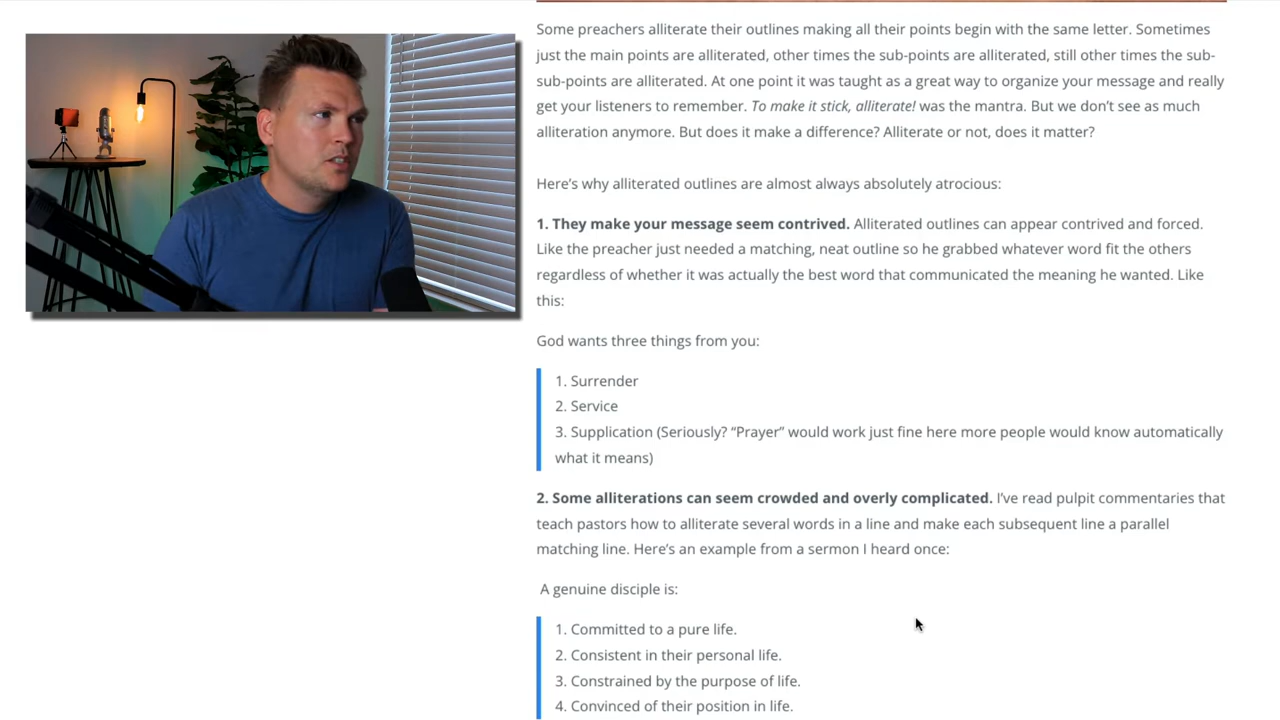 Some preachers alliterate their outlines making all their points begin with the same letter. Sometimes
just the main points are alliterated, other times the sub-points are alliterated, still other times the sub-
sub-points are alliterated. At one point it was taught as a great way to organize your message and really
get your listeners to remember. To make it stick, alliterate! was the mantra. But we don’t see as much
alliteration anymore. But does it make a difference? Alliterate or not, does it matter?
Here’s why alliterated outlines are almost always absolutely atrocious:
1. They make your message seem contrived. Alliterated outlines can appear contrived and forced.
Like the preacher just needed a matching, neat outline so he grabbed whatever word fit the others
regardless of whether it was actually the best word that communicated the meaning he wanted. Like
this:
God wants three things from you:
1. Surrender
2. Service
3. Supplication (Seriously? “Prayer” would work just fine here more people would know automatically
what it means)
2. Some alliterations can seem crowded and overly complicated. I’ve read pulpit commentaries that
teach pastors how to alliterate several words in a line and make each subsequent line a parallel
matching line. Here’s an example from a sermon I heard once:
A genuine disciple is:
1. Committed to a pure life.
2. Consistent in their personal life.
3. Constrained by the purpose of life.
4. Convinced of their position in life.